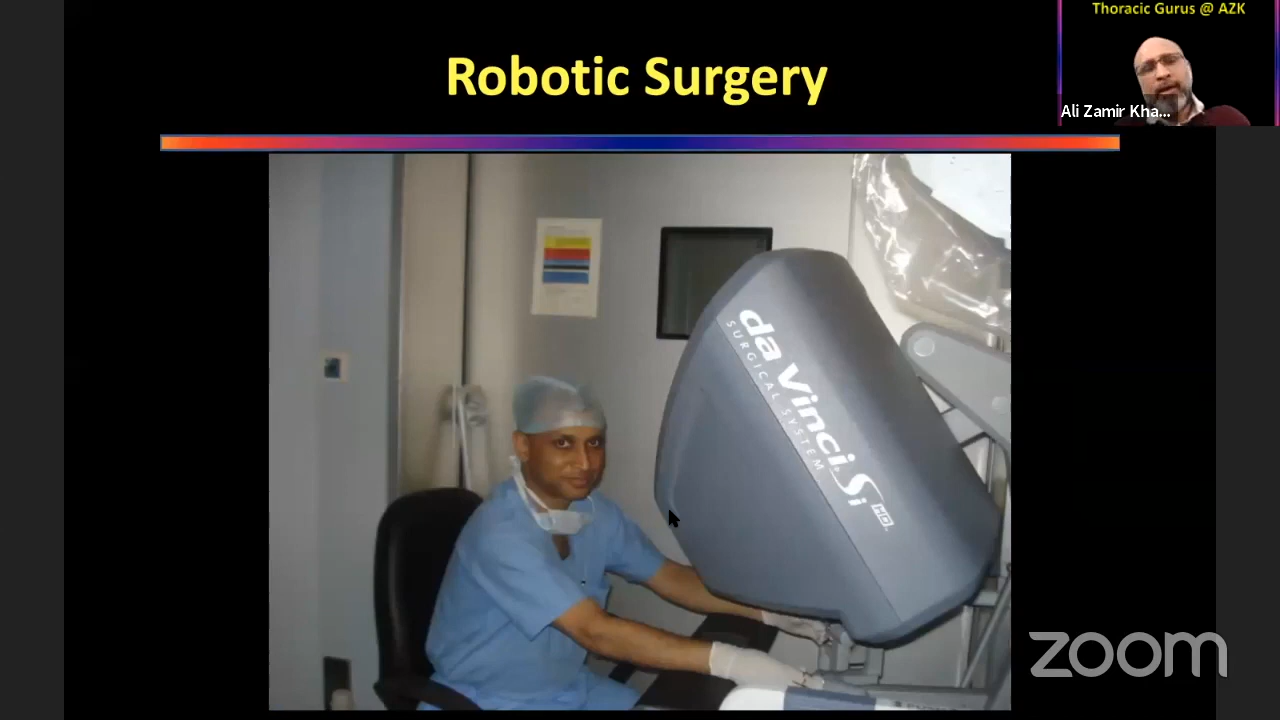 Thoracic Gurus @ AZK
Robotic Surgery
Ali Zamir Kha...
da Vinci Si HD
SURGICAL SYSTEM
zoom